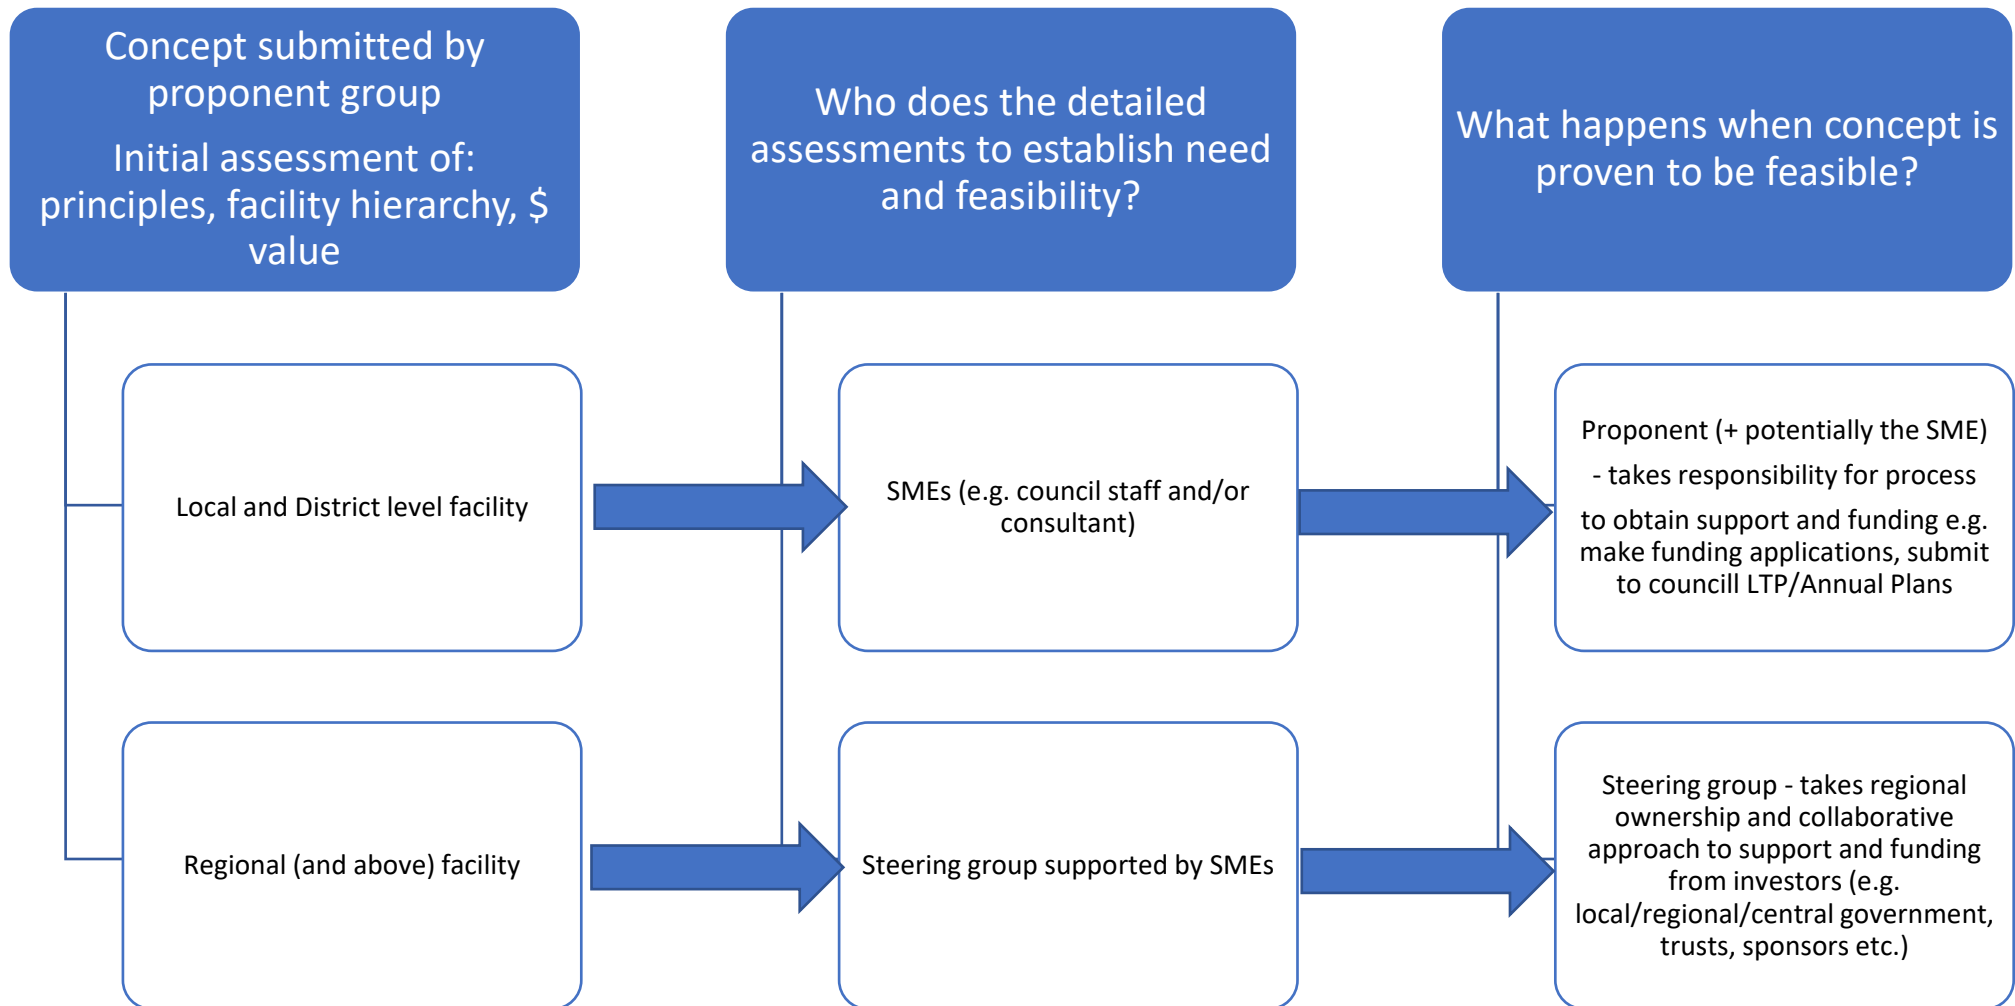 Concept submitted by
proponent group
Initial assessment of:
principles, facility hierarchy, $
value
Who does the detailed
assessments to establish need
and feasibility?
What happens when concept is
proven to be feasible?
Local and District level facility
SMEs (e.g. council staff and/or
consultant)
Proponent (+ potentially the SME)
- takes responsibility for process
to obtain support and funding e.g.
make funding applications, submit
to councill LTP/Annual Plans
Regional (and above) facility
Steering group supported by SMEs
Steering group - takes regional
ownership and collaborative
approach to support and funding
from investors (e.g.
local/regional/central government,
trusts, sponsors etc.)